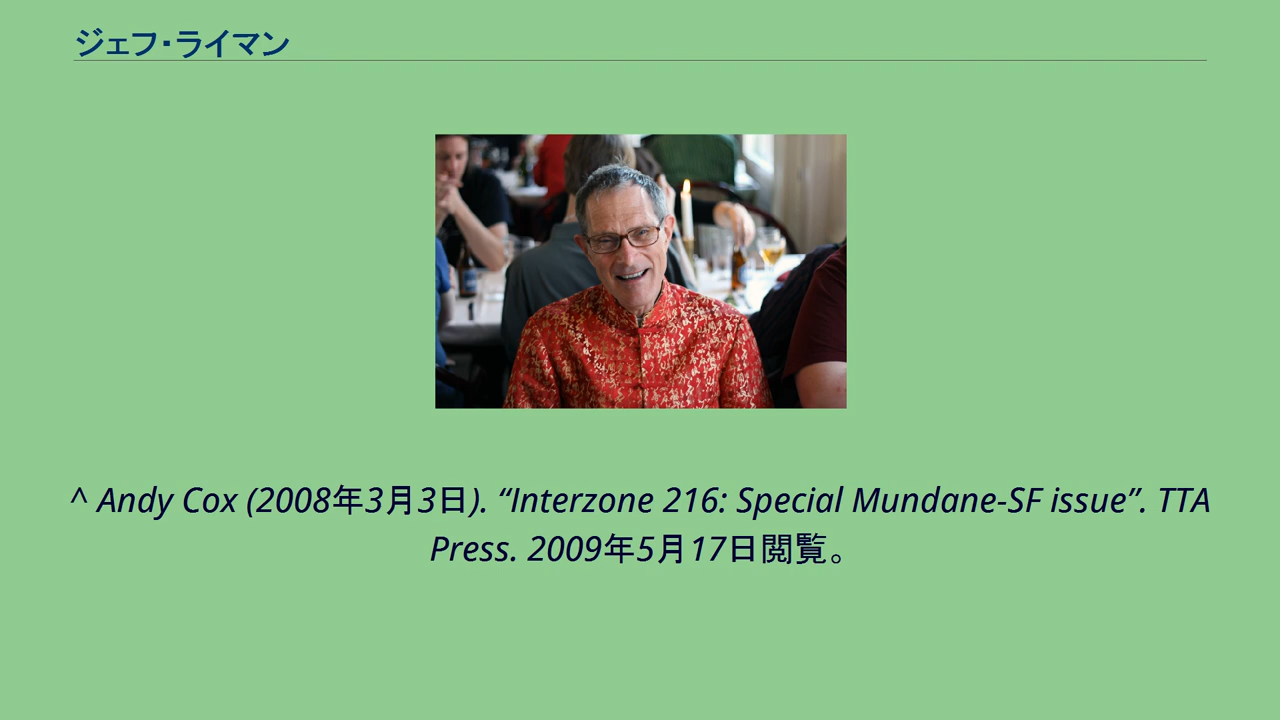 ジェフ・ライマン
^ Andy Cox (2008年3月3日). “Interzone 216: Special Mundane-SF issue”. TTA
Press. 2009年5月17日閲覧。